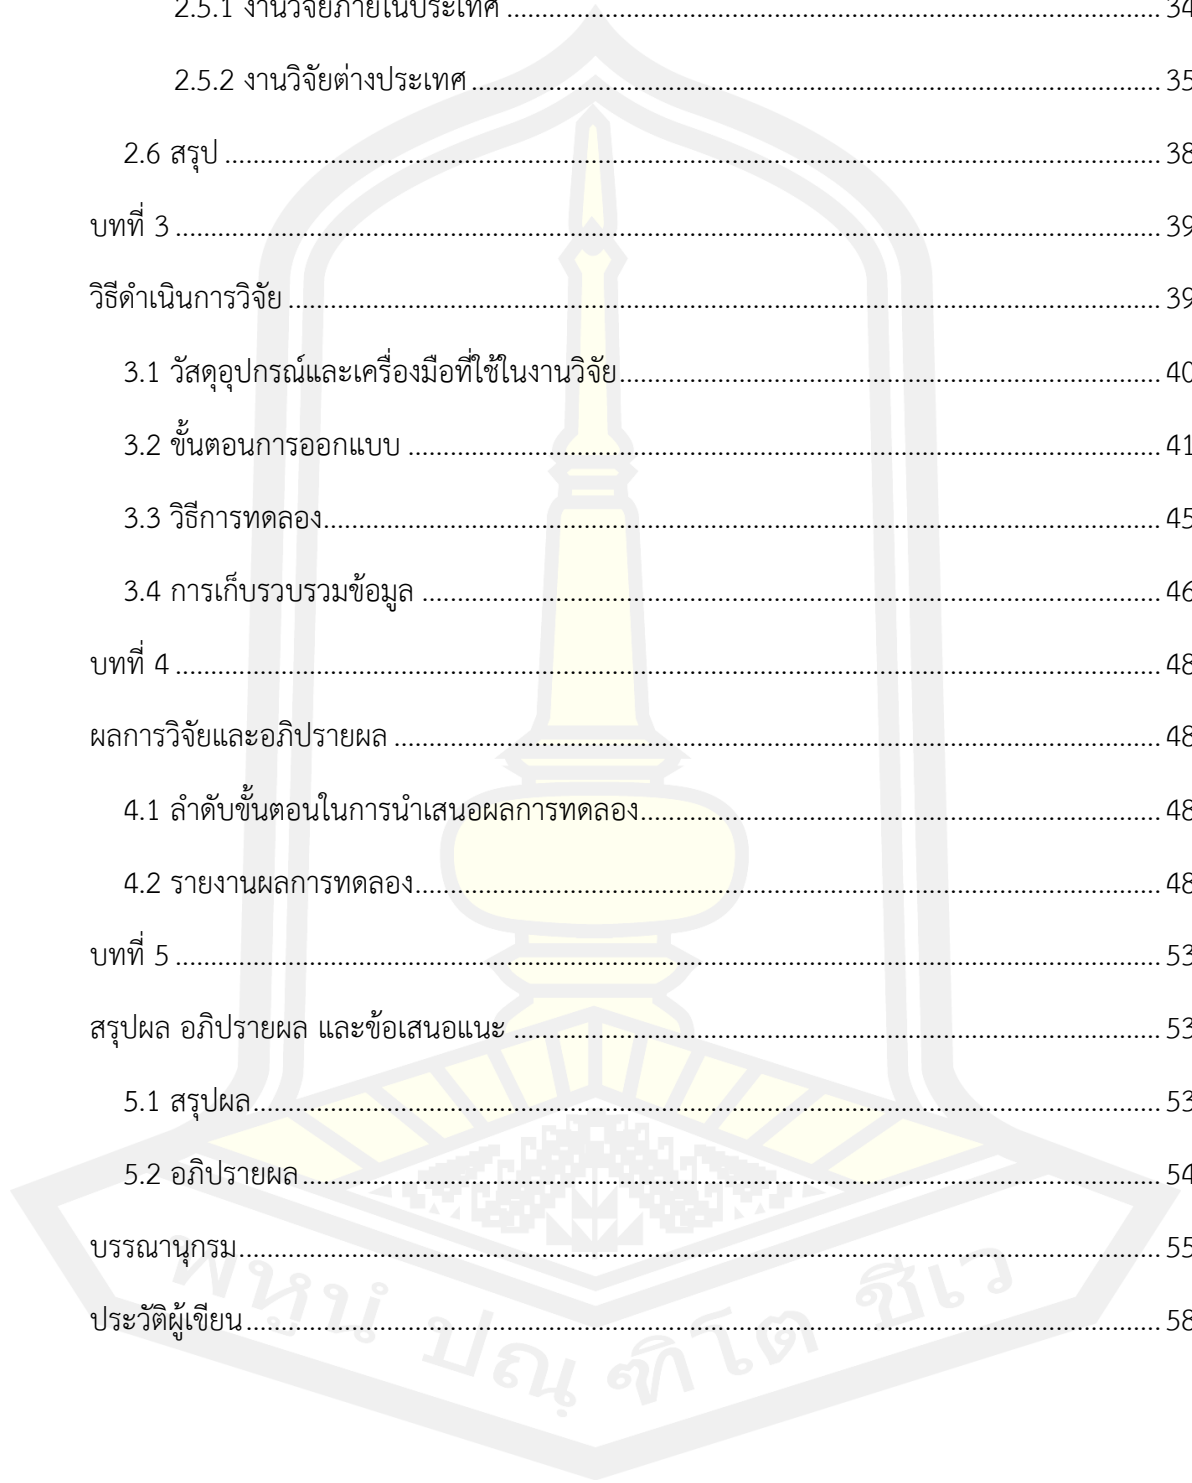 2.5.1 งานวิจัยภายในประเทศ ........................................ 34
2.5.2 งานวิจัยต่างประเทศ ........................................ 35
2.6 สรุป ........................................ 38
บทที่ 3 ........................................ 39
วิธีดำเนินการวิจัย ........................................ 39
3.1 วัสดุอุปกรณ์และเครื่องมือที่ใช้ในงานวิจัย ........................................ 40
3.2 ขั้นตอนการออกแบบ ........................................ 41
3.3 วิธีการทดลอง ........................................ 45
3.4 การเก็บรวบรวมข้อมูล ........................................ 46
บทที่ 4 ........................................ 48
ผลการวิจัยและอภิปรายผล ........................................ 48
4.1 ลำดับขั้นตอนในการนำเสนอผลการทดลอง ........................................ 48
4.2 รายงานผลการทดลอง ........................................ 48
บทที่ 5 ........................................ 53
สรุปผล อภิปรายผล และข้อเสนอแนะ ........................................ 53
5.1 สรุปผล ........................................ 53
5.2 อภิปรายผล ........................................ 54
บรรณานุกรม ........................................ 55
ประวัติผู้เขียน ........................................ 58
พหูนํ ปณฺฑิโต ชีเว